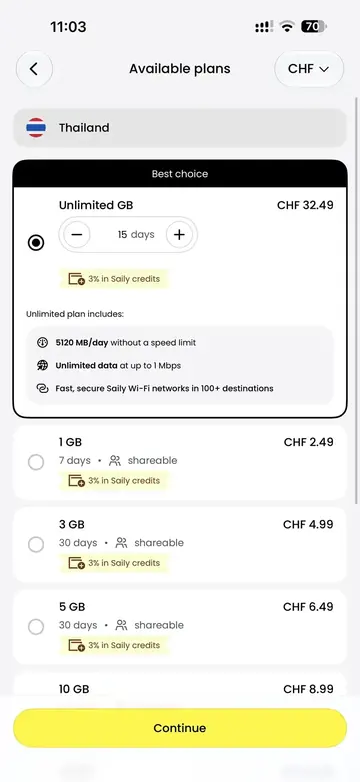 11:03
70
Available plans
CHF
Thailand
Best choice
Unlimited GB
CHF 32.49
15 days
3% in Saily credits
Unlimited plan includes:
5120 MB/day without a speed limit
Unlimited data at up to 1 Mbps
Fast, secure Saily Wi-Fi networks in 100+ destinations
1 GB
CHF 2.49
7 days • shareable
3% in Saily credits
3 GB
CHF 4.99
30 days • shareable
3% in Saily credits
5 GB
CHF 6.49
30 days • shareable
3% in Saily credits
10 GB
CHF 8.99
Continue